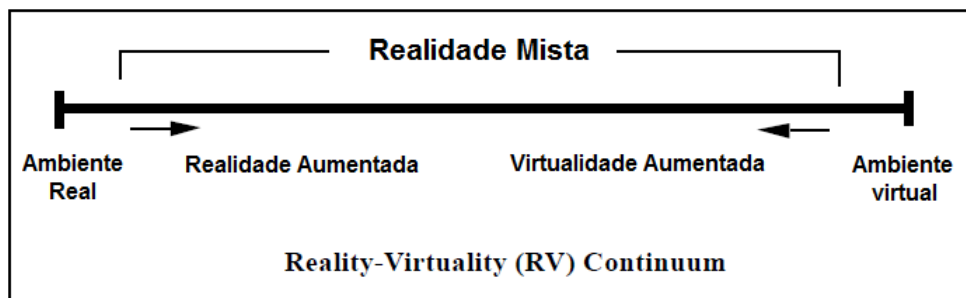 Realidade Mista
Ambiente Real
Realidade Aumentada
Virtualidade Aumentada
Ambiente virtual
Reality-Virtuality (RV) Continuum